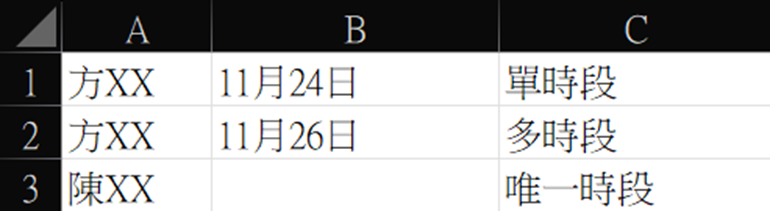 A B C
1 方XX 11月24日 單時段
2 方XX 11月26日 多時段
3 陳XX 唯一時段